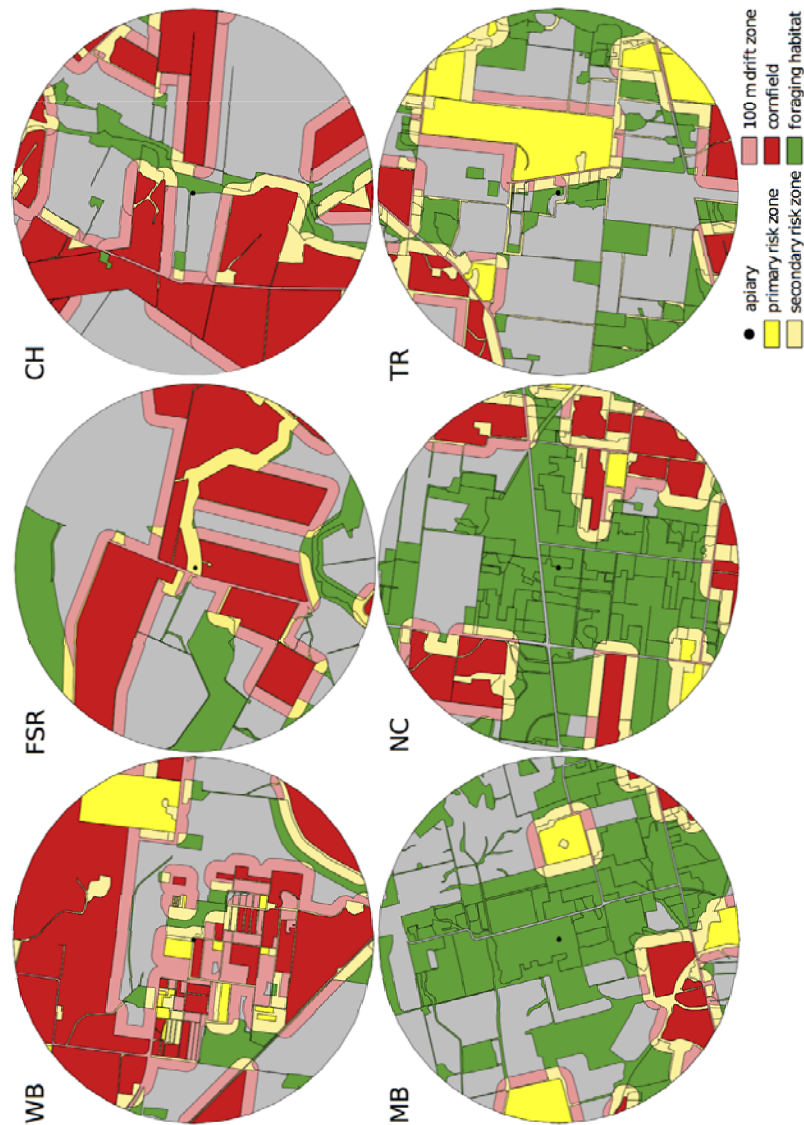 WB
FSR
CH
MB
NC
TR
apiary
100 m drift zone
primary risk zone
cornfield
secondary risk zone
foraging habitat